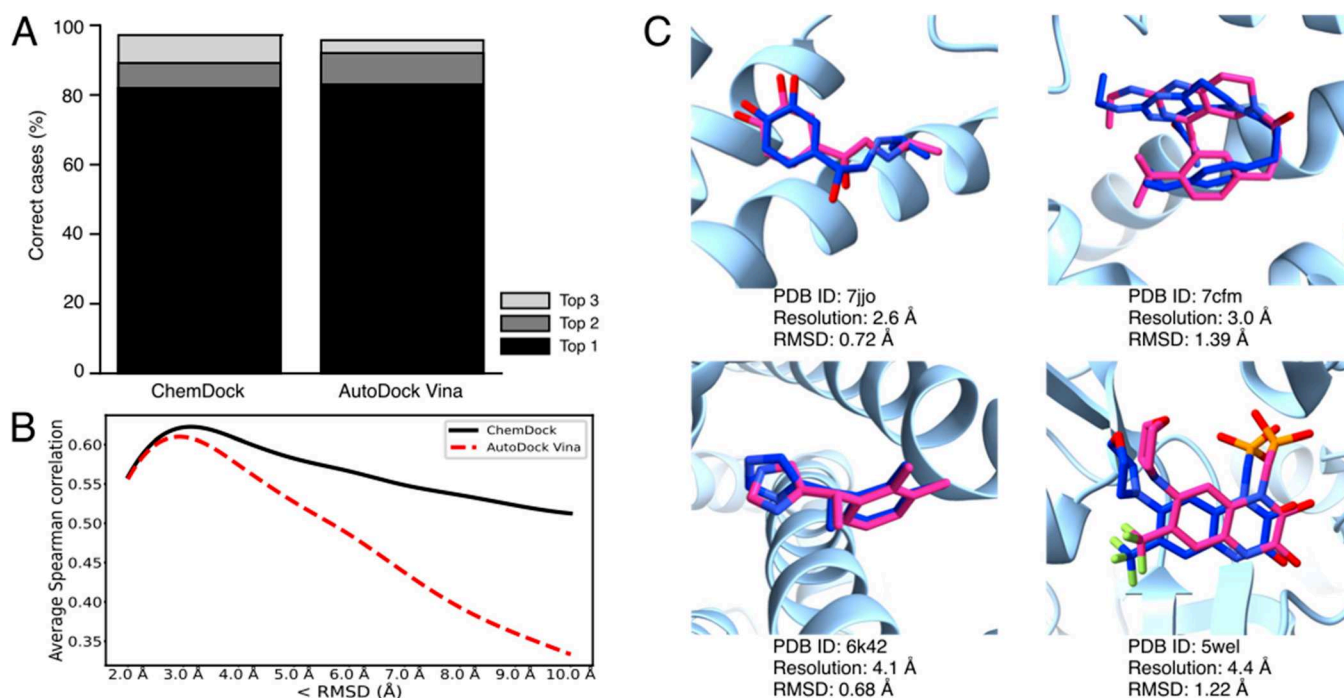 A
100
80
60
40
20
0
Correct cases (%)
Top 3
Top 2
Top 1
ChemDock
AutoDock Vina
B
ChemDock
AutoDock Vina
0.60
0.55
0.50
0.45
0.40
0.35
Average Spearman correlation
2.0 Å 3.0 Å 4.0 Å 5.0 Å 6.0 Å 7.0 Å 8.0 Å 9.0 Å 10.0 Å
< RMSD (Å)
C
PDB ID: 7jjo
Resolution: 2.6 Å
RMSD: 0.72 Å
PDB ID: 7cfm
Resolution: 3.0 Å
RMSD: 1.39 Å
PDB ID: 6k42
Resolution: 4.1 Å
RMSD: 0.68 Å
PDB ID: 5wel
Resolution: 4.4 Å
RMSD: 1.22 Å